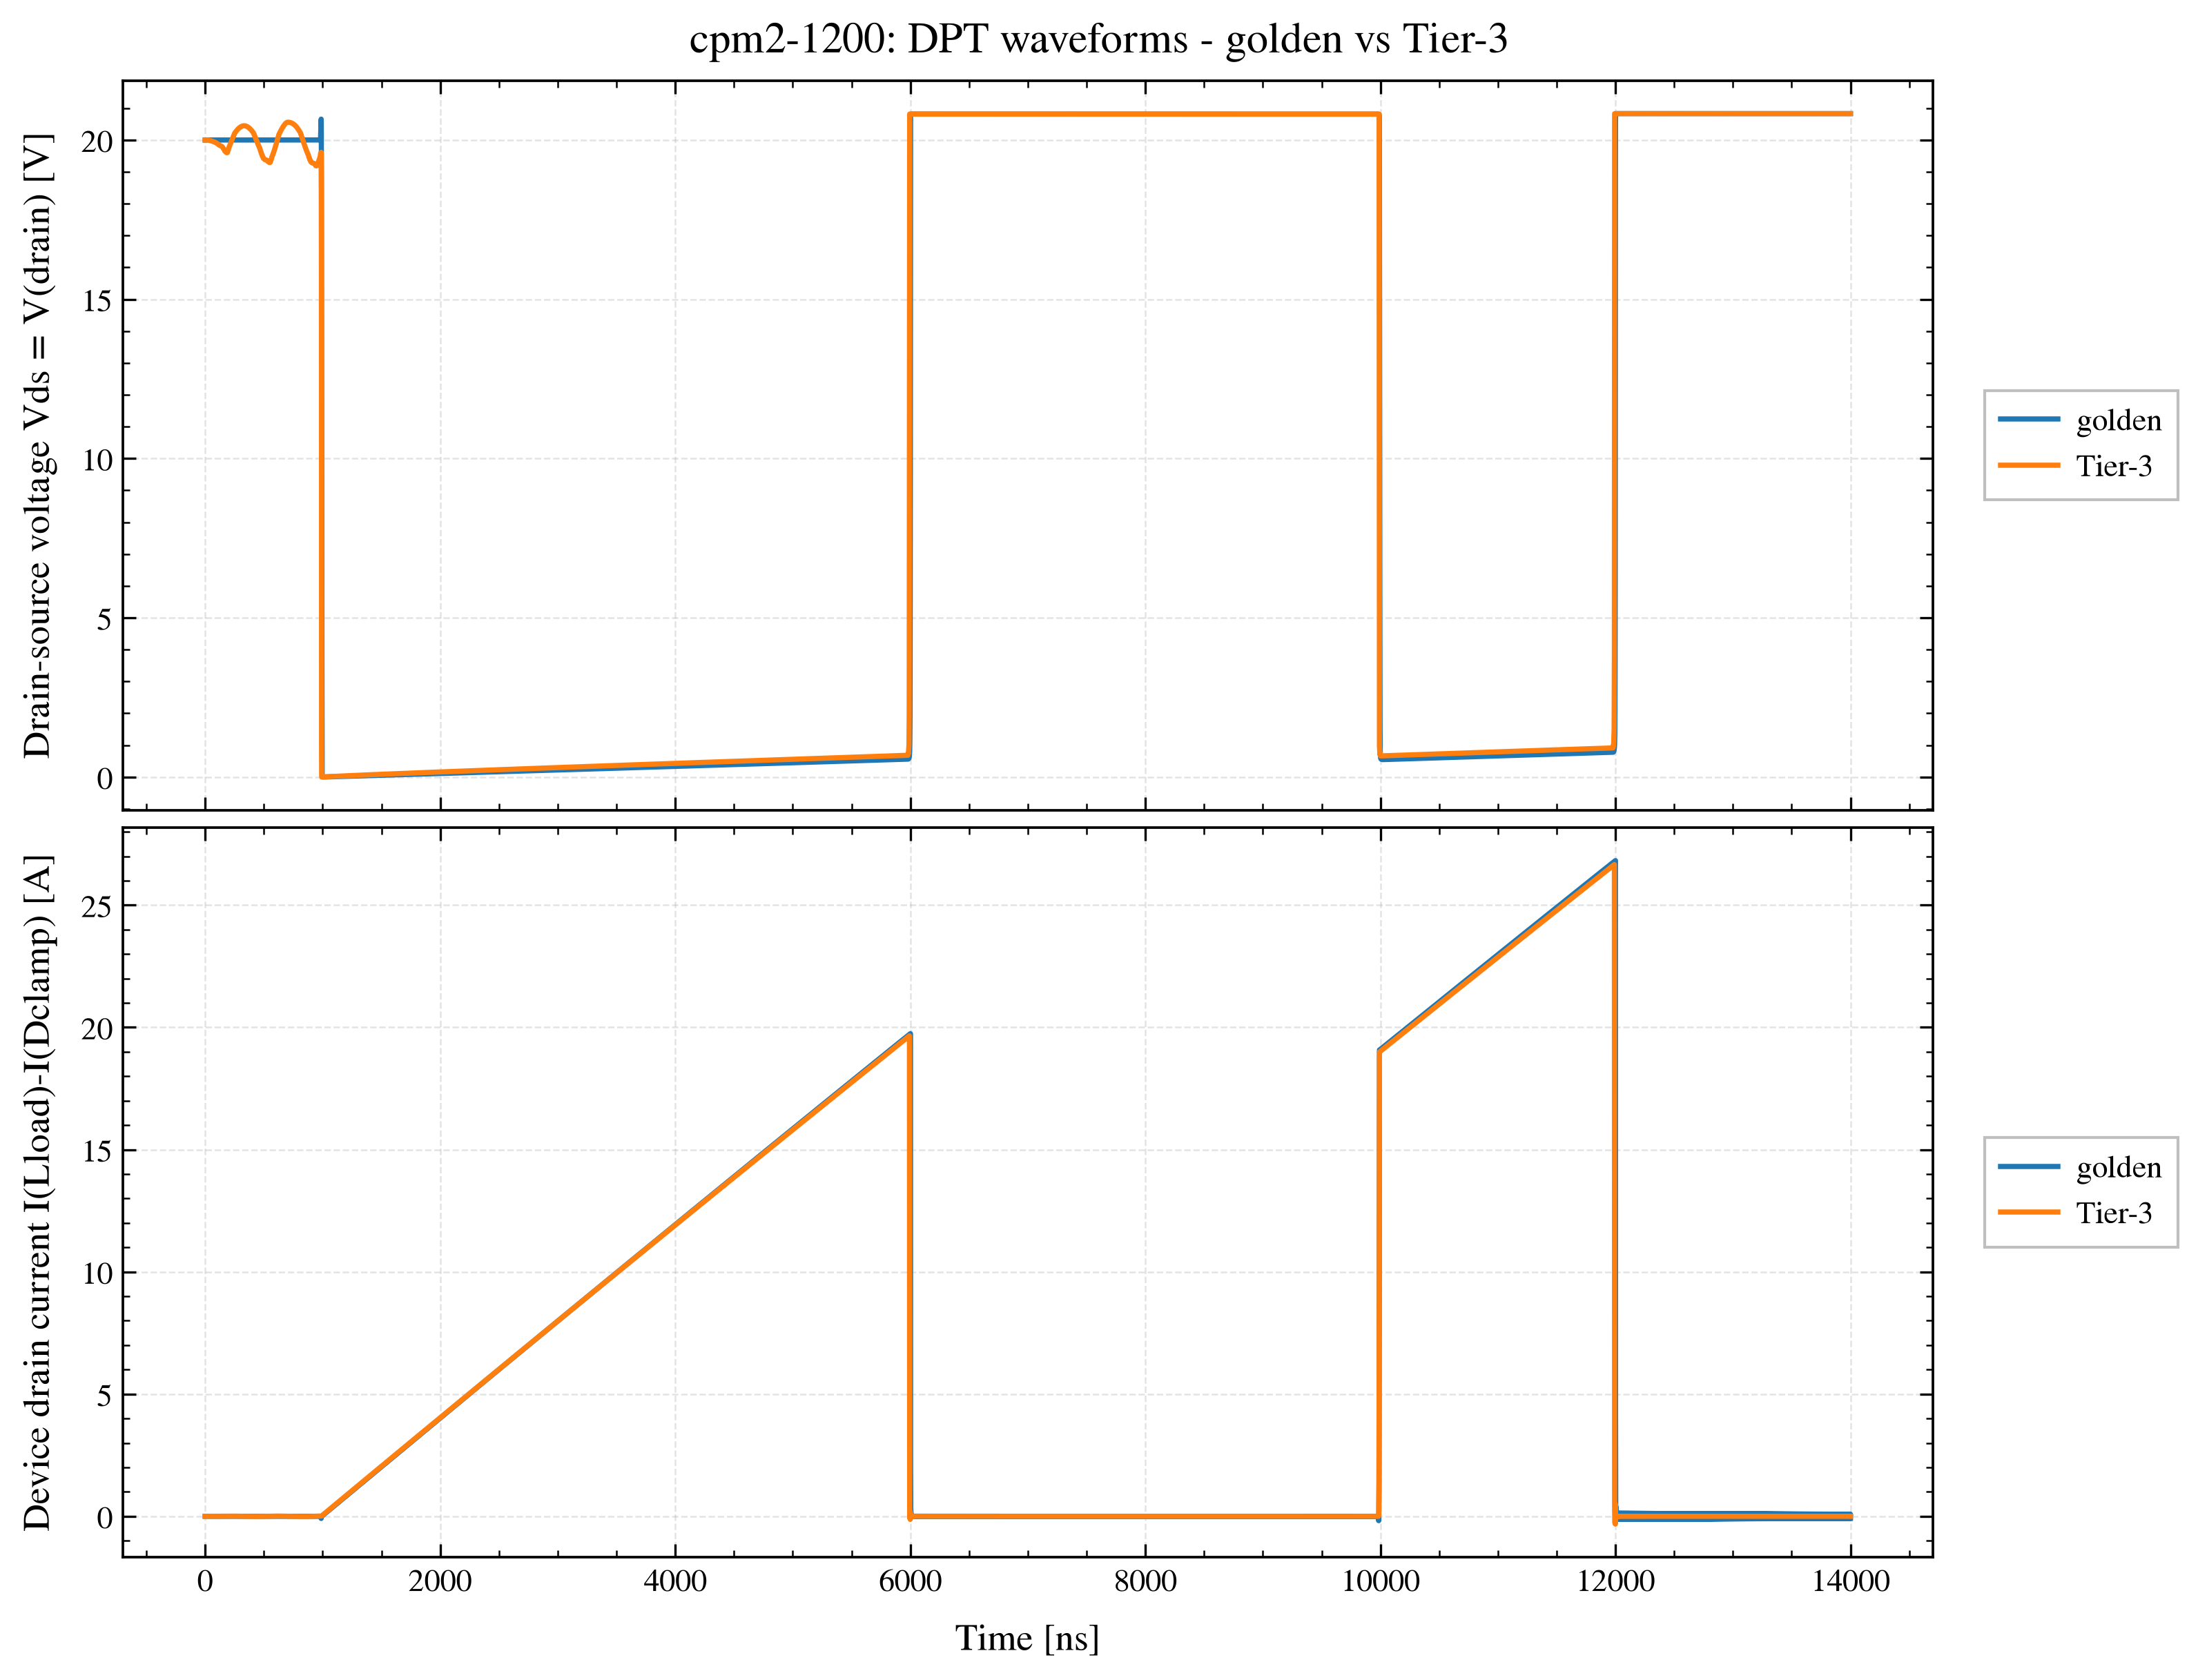 cpm2-1200: DPT waveforms - golden vs Tier-3
Drain-source voltage Vds = V(drain) [V]
20
15
10
5
0
golden
Tier-3
Device drain current I(Lload)-I(Dclamp) [A]
25
20
15
10
5
0
golden
Tier-3
0 2000 4000 6000 8000 10000 12000 14000
Time [ns]